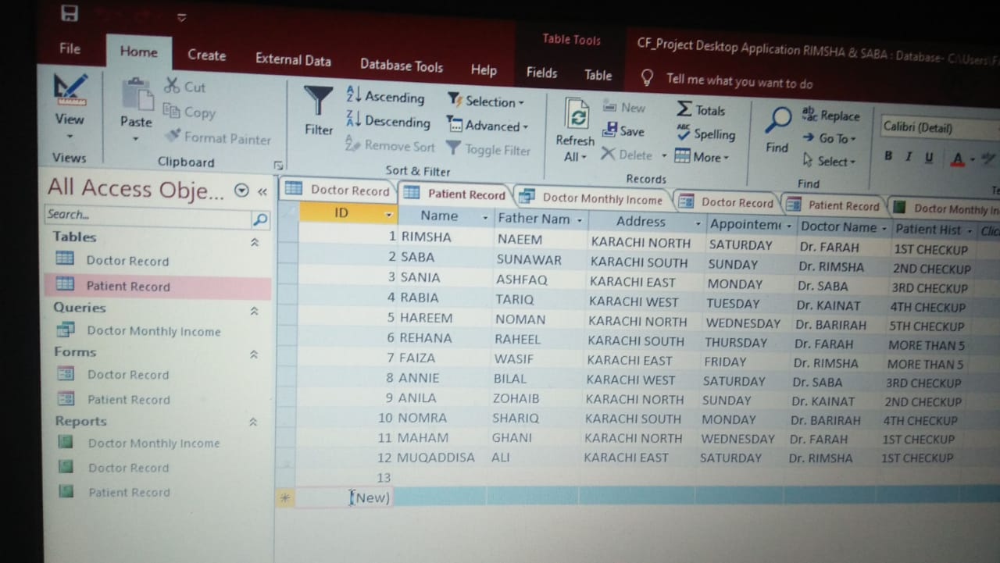 Table Tools
CF_Project Desktop Application RIMSHA & SABA : Database- C:\Users\
File Home Create External Data Database Tools Help Fields Table Tell me what you want to do
View
Views
Paste
Cut
Copy
Format Painter
Clipboard
Filter
Ascending
Descending
Remove Sort
Selection
Advanced
Toggle Filter
Sort & Filter
Refresh
All
New
Save
Delete
Totals
Spelling
More
Records
Find
Replace
Go To
Select
Find
Calibri (Detail)
B I U A
All Access Obje...
Search...
Tables
Doctor Record
Patient Record
Queries
Doctor Monthly Income
Forms
Doctor Record
Patient Record
Reports
Doctor Monthly Income
Doctor Record
Patient Record
Doctor Record Patient Record Doctor Monthly Income Doctor Record Patient Record Doctor Monthly In
ID Name Father Nam Address Appointeme Doctor Name Patient Hist Clic
1 RIMSHA NAEEM KARACHI NORTH SATURDAY Dr. FARAH 1ST CHECKUP
2 SABA SUNAWAR KARACHI SOUTH SUNDAY Dr. RIMSHA 2ND CHECKUP
3 SANIA ASHFAQ KARACHI EAST MONDAY Dr. SABA 3RD CHECKUP
4 RABIA TARIQ KARACHI WEST TUESDAY Dr. KAINAT 4TH CHECKUP
5 HAREEM NOMAN KARACHI NORTH WEDNESDAY Dr. BARIRAH 5TH CHECKUP
6 REHANA RAHEEL KARACHI SOUTH THURSDAY Dr. FARAH MORE THAN 5
7 FAIZA WASIF KARACHI EAST FRIDAY Dr. RIMSHA MORE THAN 5
8 ANNIE BILAL KARACHI WEST SATURDAY Dr. SABA 3RD CHECKUP
9 ANILA ZOHAIB KARACHI NORTH SUNDAY Dr. KAINAT 2ND CHECKUP
10 NOMRA SHARIQ KARACHI SOUTH MONDAY Dr. BARIRAH 4TH CHECKUP
11 MAHAM GHANI KARACHI NORTH WEDNESDAY Dr. FARAH 1ST CHECKUP
12 MUQADDISA ALI KARACHI EAST SATURDAY Dr. RIMSHA 1ST CHECKUP
13
(New)